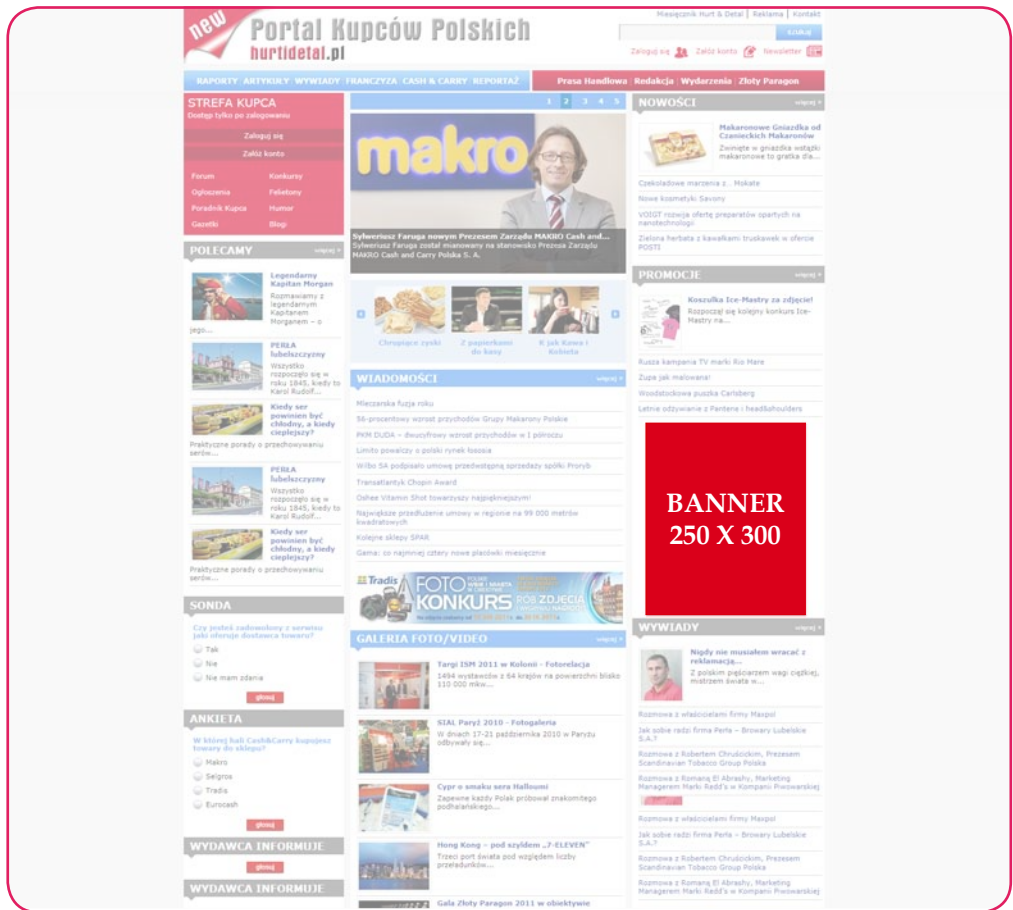 new
Portal Kupców Polskich
hurtidetal.pl
Miesięcznik Hurt & Detal | Reklama | Kontakt
szukaj
Zaloguj się Załóż konto Newsletter
RAPORTY ARTYKUŁY WYWIADY FRANCZYZA CASH & CARRY REPORTAŻ
Prasa Handlowa | Redakcja | Wydarzenia | Złoty Paragon
STREFA KUPCA
Dostęp tylko po zalogowaniu
Zaloguj się
Załóż konto
Forum Konkursy
Ogłoszenia Felietony
Poradnik Kupca Humor
Gazetki Blogi
POLECAMY więcej »
Legendarny
Kapitan Morgan
Rozmawiamy z
legendarnym
Kapitanem
Morganem – o
jego...
PERŁA
lubelszczyzny
Wszystko
rozpoczęło się w
roku 1845, kiedy to
Karol Rudolf...
Kiedy ser
powinien być
chłodny, a kiedy
cieplejszy?
Praktyczne porady o przechowywaniu
serów...
PERŁA
lubelszczyzny
Wszystko
rozpoczęło się w
roku 1845, kiedy to
Karol Rudolf...
Kiedy ser
powinien być
chłodny, a kiedy
cieplejszy?
Praktyczne porady o przechowywaniu
serów...
SONDA
Czy jesteś zadowolony z serwisu
jaki oferuje dostawca towaru?
Tak
Nie
Nie mam zdania
głosuj
ANKIETA
W której hali Cash&Carry kupujesz
towary do sklepu?
Makro
Selgros
Tradis
Eurocash
głosuj
WYDAWCA INFORMUJE
głosuj
WYDAWCA INFORMUJE
1 2 3 4 5
makro
Sylweriusz Faruga nowym Prezesem Zarządu MAKRO Cash and...
Sylweriusz Faruga został mianowany na stanowisko Prezesa Zarządu
MAKRO Cash and Carry Polska S. A.
Chrupiące zyski
Z papierkami
do kasy
K jak Kawa i
Kobieta
WIADOMOŚCI więcej »
Mleczarska fuzja roku
56-procentowy wzrost przychodów Grupy Makarony Polskie
PKM DUDA – dwucyfrowy wzrost przychodów w I półroczu
Limito powalczy o polski rynek łososia
Wilbo SA podpisało umowę przedwstępną sprzedaży spółki Proryb
Transatlantyk Chopin Award
Oshee Vitamin Shot towarzyszy najpiękniejszym!
Największe przedłużenie umowy w regionie na 99 000 metrów
kwadratowych
Kolejne sklepy SPAR
Gama: co najmniej cztery nowe placówki miesięcznie
Tradis
FOTO
KONKURS
RÓB ZDJĘCIA
GALERIA FOTO/VIDEO więcej »
Targi ISM 2011 w Kolonii - Fotorelacja
1494 wystawców z 64 krajów na powierzchni blisko
110 000 mkw...
SIAL Paryż 2010 - Fotogaleria
W dniach 17-21 października 2010 w Paryżu
odbywały się...
Cypr o smaku sera Halloumi
Zapewne każdy Polak próbował znakomitego
podhalańskiego...
Hong Kong – pod szyldem „7-ELEVEN”
Trzeci port świata pod względem liczby
przeładunków...
Gala Złoty Paragon 2011 w obiektywie
NOWOŚCI więcej »
Makaronowe Gniazdka od
Czanieckich Makaronów
Zwinięte w gniazdka wstążki
makaronowe to gratka dla...
Czekoladowe marzenia z.. Mokate
Nowe kosmetyki Savony
VOIGT rozwija ofertę preparatów opartych na
nanotechnologii
Zielona herbata z kawałkami truskawek w ofercie
POSTI
PROMOCJE więcej »
Koszulka Ice-Mastry za zdjęcie!
Rozpoczął się kolejny konkurs Ice-
Mastry na...
Rusza kampania TV marki Rio Mare
Zupa jak malowana!
Woodstockowa puszka Carlsberg
Letnie odżywianie z Pantene i head&shoulders
BANNER
250 X 300
WYWIADY więcej »
Nigdy nie musiałem wracać z
reklamacją...
Z polskim pięściarzem wagi ciężkiej,
mistrzem świata w...
Rozmowa z właścicielami firmy Maxpol
Jak sobie radzi firma Perła – Browary Lubelskie
S.A.?
Rozmowa z Robertem Chruścickim, Prezesem
Scandinavian Tobacco Group Polska
Rozmowa z Romaną El Abrashy, Marketing
Managerem Marki Redd's w Kompanii Piwowarskiej
Rozmowa z właścicielami firmy Maxpol
Jak sobie radzi firma Perła – Browary Lubelskie
S.A.?
Rozmowa z Robertem Chruścickim, Prezesem
Scandinavian Tobacco Group Polska
Rozmowa z Romaną El Abrashy, Marketing
Managerem Marki Redd's w Kompanii Piwowarskiej